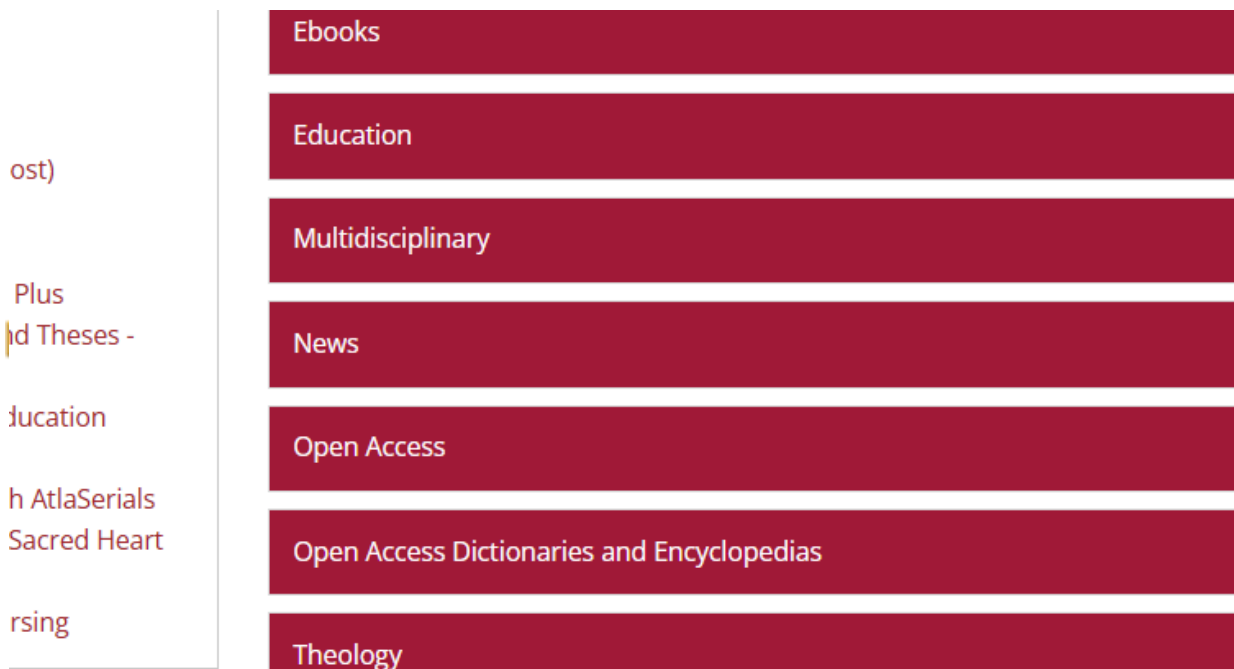 ost)
Plus
nd Theses -
ducation
h AtlaSerials
Sacred Heart
rsing
Ebooks
Education
Multidisciplinary
News
Open Access
Open Access Dictionaries and Encyclopedias
Theology